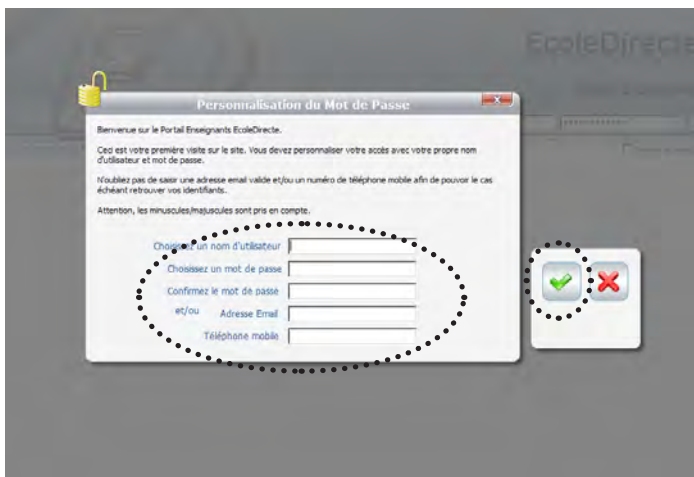 EcoleDirecte
Personnalisation du Mot de Passe
Bienvenue sur le Portail Enseignants EcoleDirecte.
Ceci est votre première visite sur le site. Vous devez personnaliser votre accès avec votre propre nom
d'utilisateur et mot de passe.
N'oubliez pas de saisir une adresse email valide et/ou un numéro de téléphone mobile afin de pouvoir le cas
échéant retrouver vos identifiants.
Attention, les minuscules/majuscules sont pris en compte.
Choisissez un nom d'utilisateur
Choisissez un mot de passe
Confirmez le mot de passe
et/ou Adresse Email
Téléphone mobile